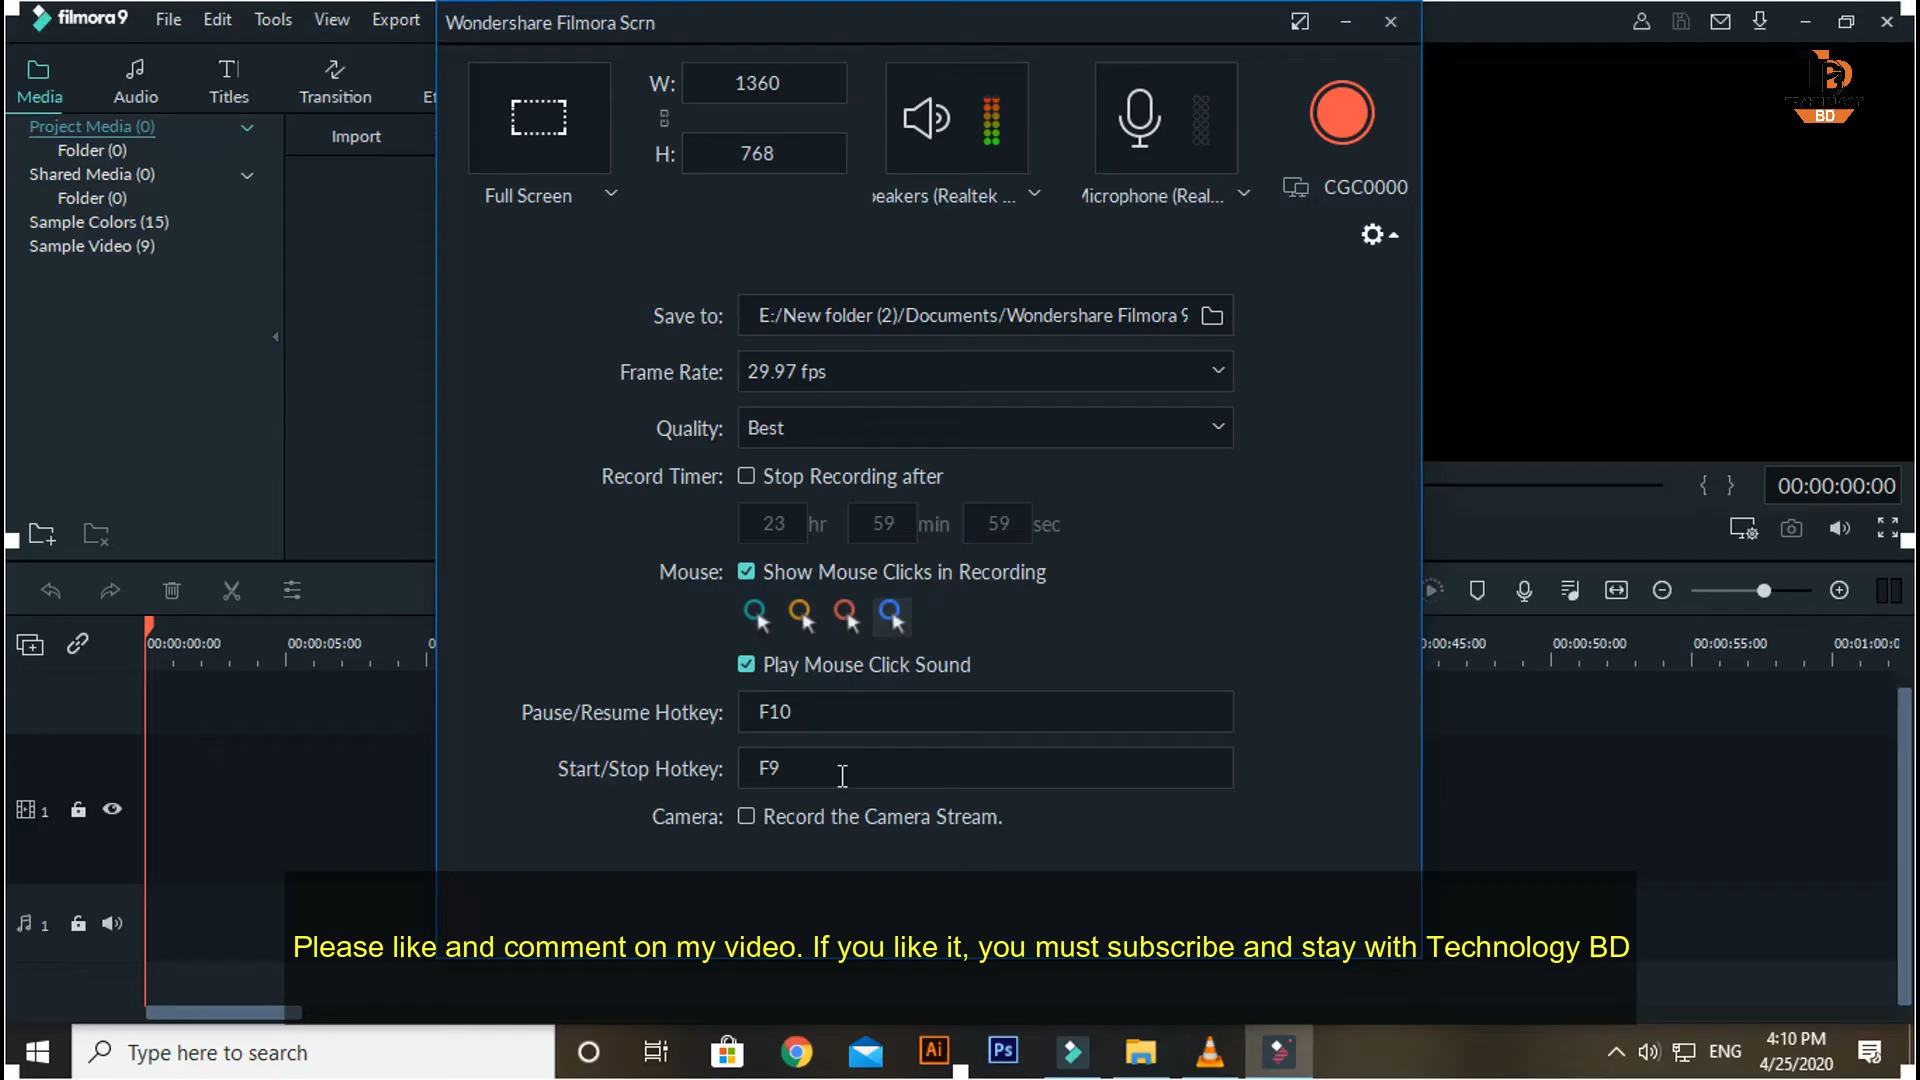 filmora9 File Edit Tools View Export
Wondershare Filmora Scrn
Media Audio Titles Transition
Project Media (0)
Folder (0)
Shared Media (0)
Folder (0)
Sample Colors (15)
Sample Video (9)
Import
W: 1360
H: 768
Full Screen
eakers (Realtek ...
Microphone (Real...
CGC0000
TECHNOLOGY
BD
Save to: E:/New folder (2)/Documents/Wondershare Filmora 9
Frame Rate: 29.97 fps
Quality: Best
Record Timer: Stop Recording after
23 hr 59 min 59 sec
Mouse: Show Mouse Clicks in Recording
Play Mouse Click Sound
Pause/Resume Hotkey: F10
Start/Stop Hotkey: F9
Camera: Record the Camera Stream.
{ } 00:00:00:00
00:00:00:00 00:00:05:00 0:00:45:00 00:00:50:00 00:00:55:00 00:01:00:0
1
1
Please like and comment on my video. If you like it, you must subscribe and stay with Technology BD
Type here to search
Ai
Ps
ENG
4:10 PM
4/25/2020